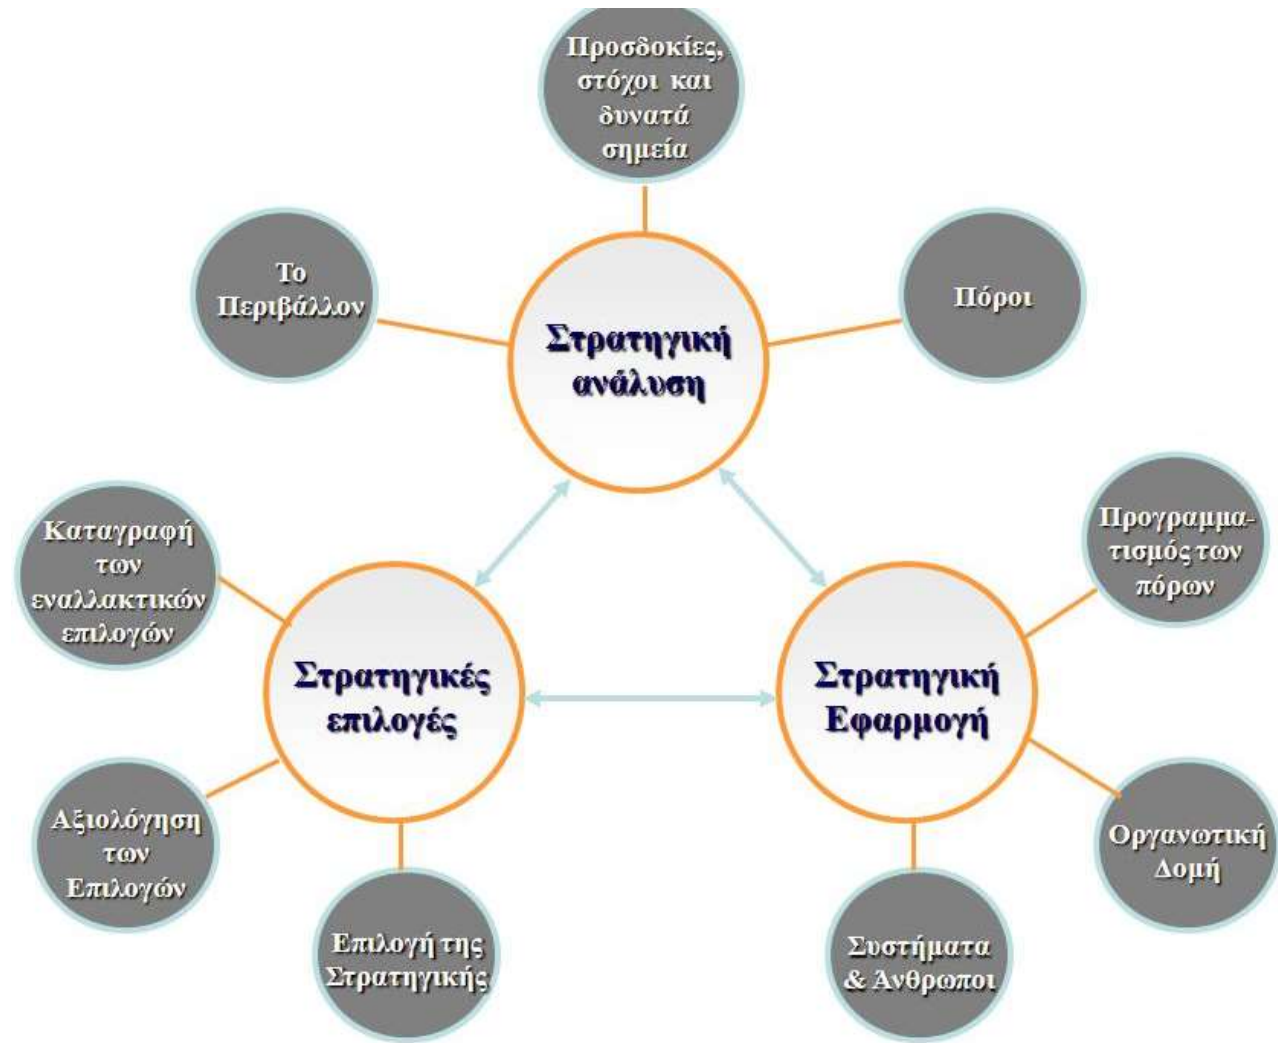 Προσδοκίες,
στόχοι και
δυνατά
σημεία
Το
Περιβάλλον
Πόροι
Στρατηγική
ανάλυση
Καταγραφή
των
εναλλακτικών
επιλογών
Προγραμμα-
τισμός των
πόρων
Στρατηγικές
επιλογές
Στρατηγική
Εφαρμογή
Αξιολόγηση
των
Επιλογών
Οργανωτική
Δομή
Επιλογή της
Στρατηγικής
Συστήματα
& Άνθρωποι